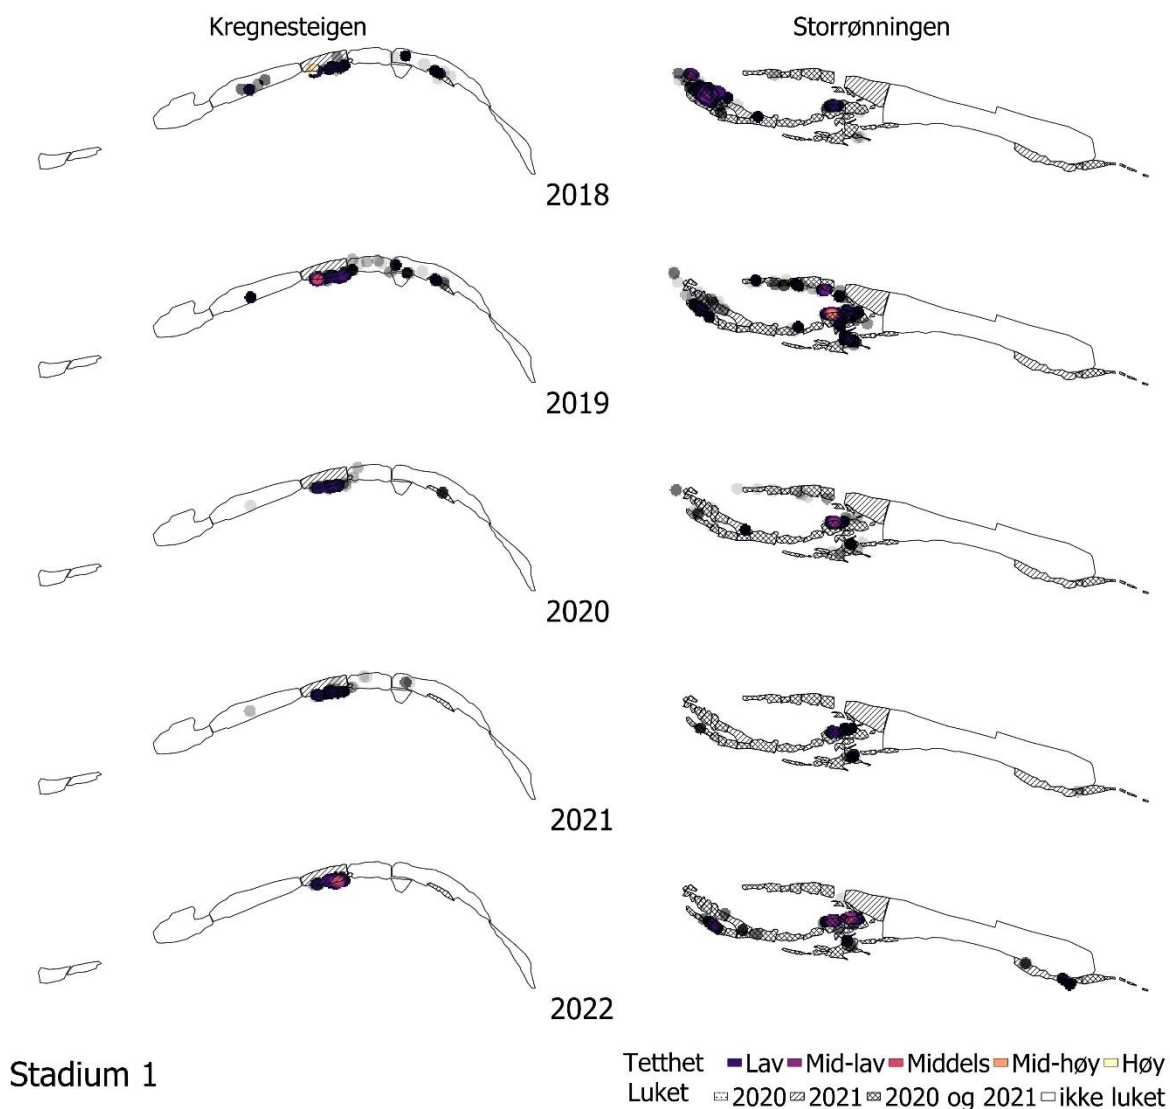 Kregnesteigen
Storrønningen
2018
2019
2020
2021
2022
Stadium 1
Tetthet Lav Mid-lav Middels Mid-høy Høy
Luket 2020 2021 2020 og 2021 ikke luket